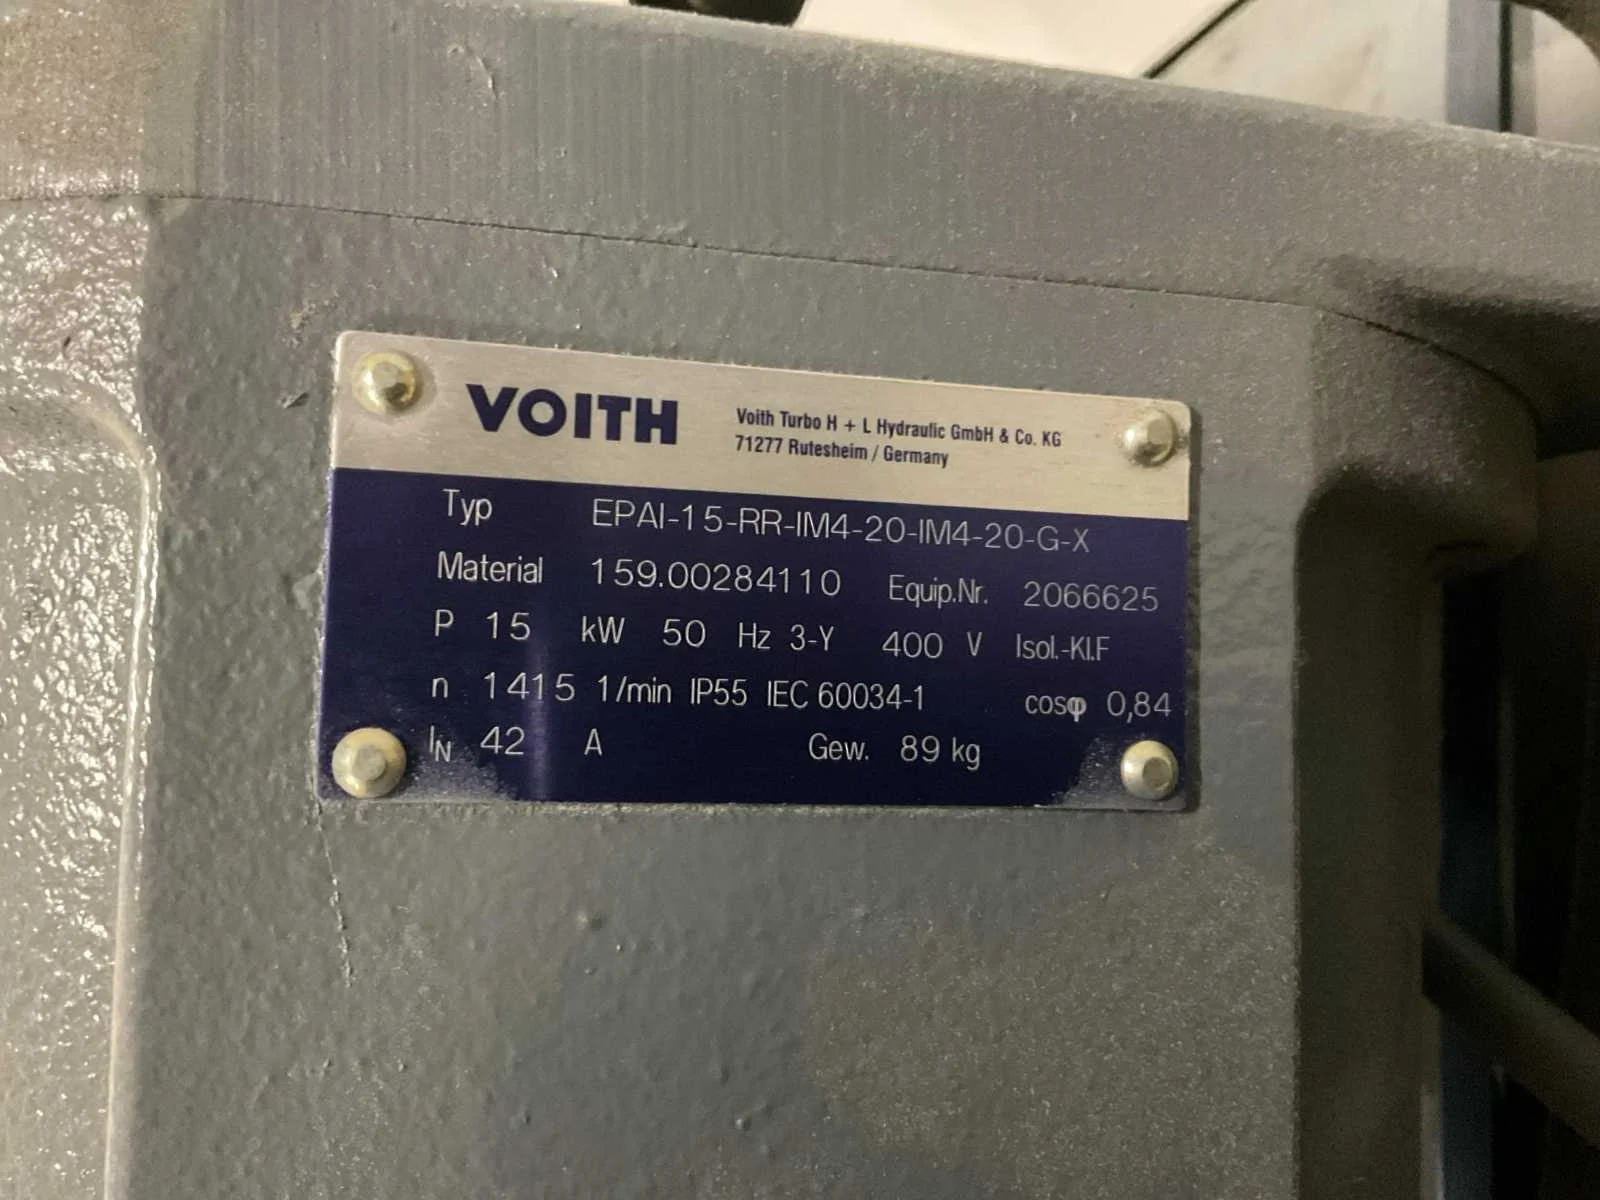 VOITH
Voith Turbo H + L Hydraulic GmbH & Co. KG
71277 Rutesheim / Germany
Typ EPAI-15-RR-IM4-20-IM4-20-G-X
Material 159.00284110 Equip.Nr. 2066625
P 15 kW 50 Hz 3-Y 400 V Isol.-Kl.F
n 1415 1/min IP55 IEC 60034-1 cosφ 0,84
IN 42 A Gew. 89 kg